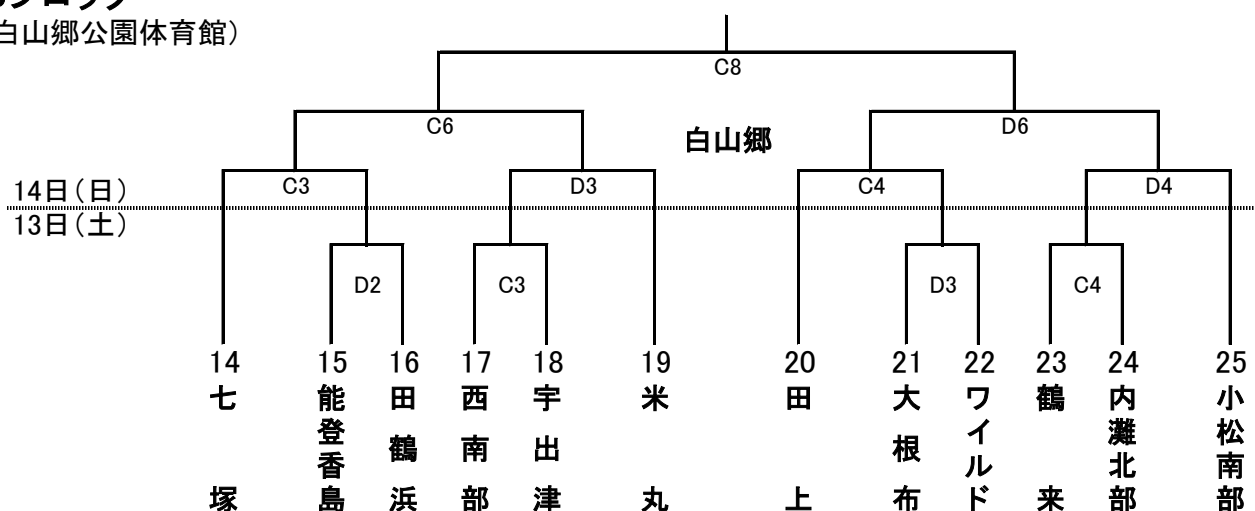 ブロック
白山郷公園体育館）
C8
C6
白山郷
D6
14日（日）
C3
D3
C4
D4
13日（土）
D2
C3
D3
C4
14
15
16
17
18
19
20
21
22
23
24
25
七塚
能登香島
田鶴浜
西南部
宇出津
米丸
田上
大根布
ワイルド
鶴来
内灘北部
小松南部